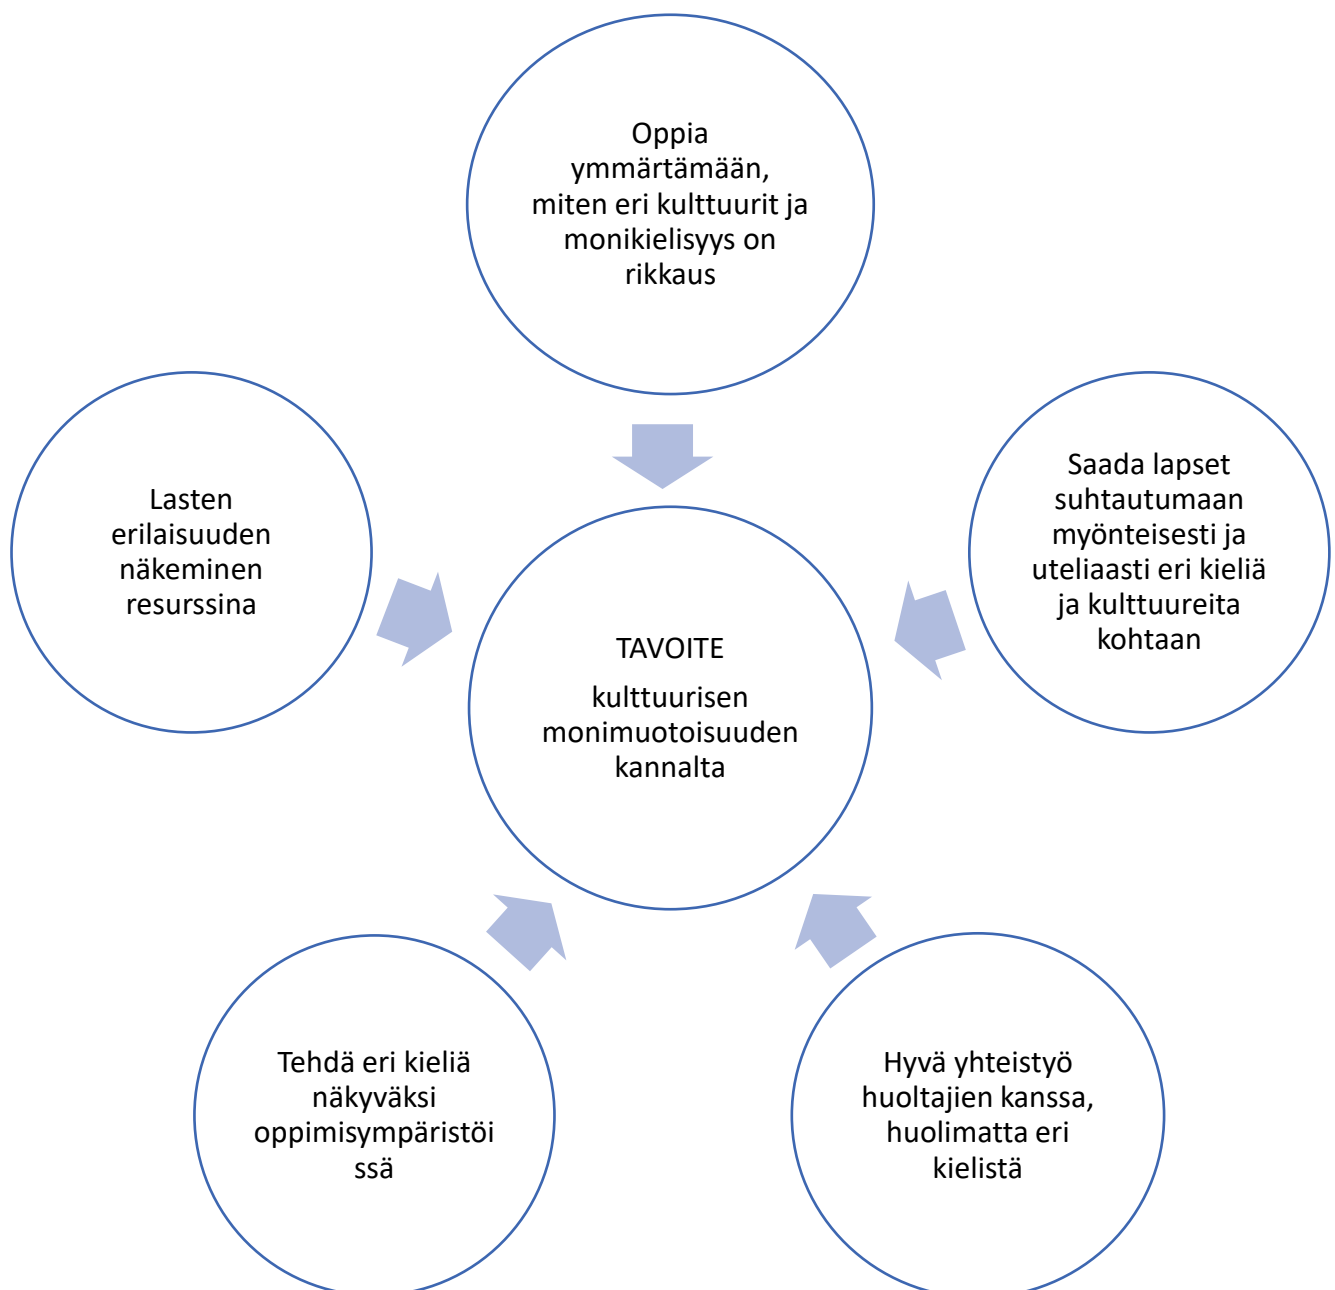 Oppia
ymmärtämään,
miten eri kulttuurit ja
monikielisyys on
rikkaus
Lasten
erilaisuuden
näkeminen
resurssina
Saada lapset
suhtautumaan
myönteisesti ja
uteliaasti eri kieliä
ja kulttuureita
kohtaan
TAVOITE
kulttuurisen
monimuotoisuuden
kannalta
Tehdä eri kieliä
näkyväksi
oppimisympäristöi
ssä
Hyvä yhteistyö
huoltajien kanssa,
huolimatta eri
kielistä